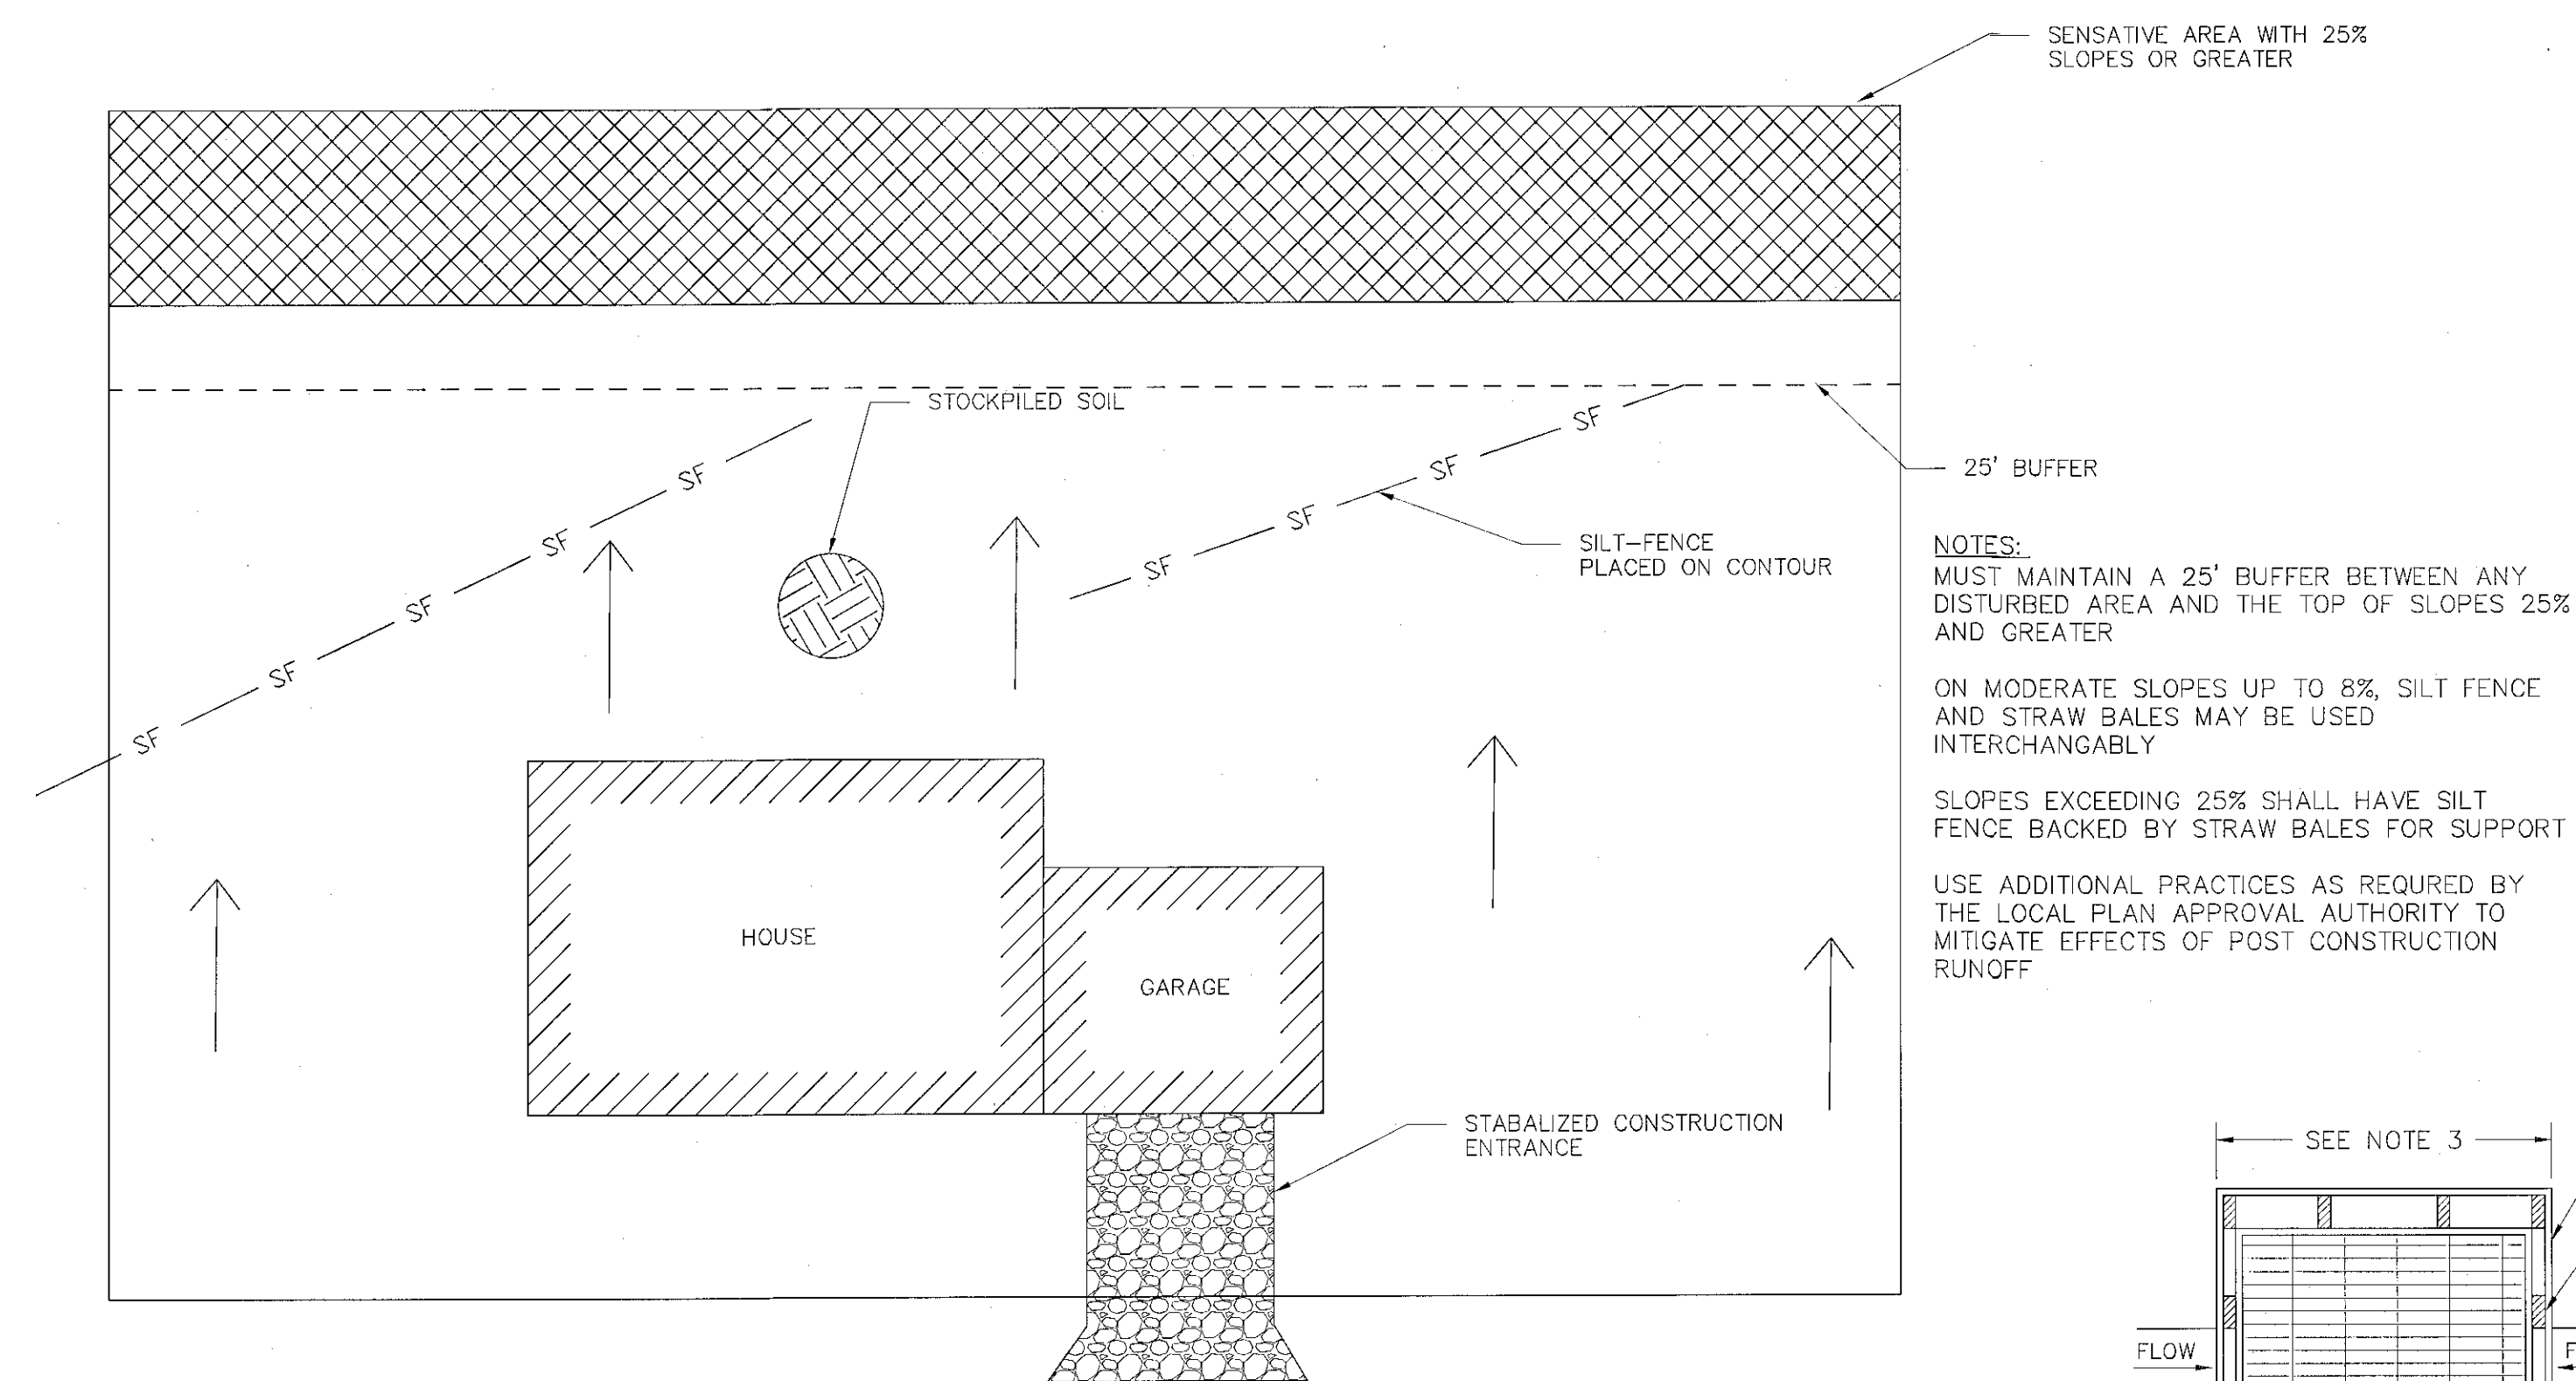 SENSATIVE AREA WITH 25%
SLOPES OR GREATER
STOCKPILED SOIL
SF
SF
SF
SF
SF
SF
SF
SF
SF
25' BUFFER
SILT-FENCE
PLACED ON CONTOUR
NOTES:
MUST MAINTAIN A 25' BUFFER BETWEEN ANY
DISTURBED AREA AND THE TOP OF SLOPES 25%
AND GREATER
ON MODERATE SLOPES UP TO 8%, SILT FENCE
AND STRAW BALES MAY BE USED
INTERCHANGABLY
SLOPES EXCEEDING 25% SHALL HAVE SILT
FENCE BACKED BY STRAW BALES FOR SUPPORT
USE ADDITIONAL PRACTICES AS REQURED BY
THE LOCAL PLAN APPROVAL AUTHORITY TO
MITIGATE EFFECTS OF POST CONSTRUCTION
RUNOFF
HOUSE
GARAGE
STABALIZED CONSTRUCTION
ENTRANCE
SEE NOTE 3
FLOW